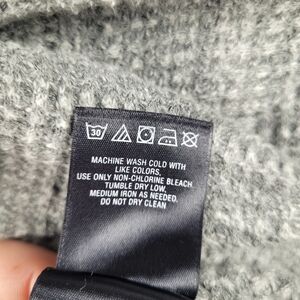 30
MACHINE WASH COLD WITH
LIKE COLORS.
USE ONLY NON-CHLORINE BLEACH.
TUMBLE DRY LOW.
MEDIUM IRON AS NEEDED.
DO NOT DRY CLEAN